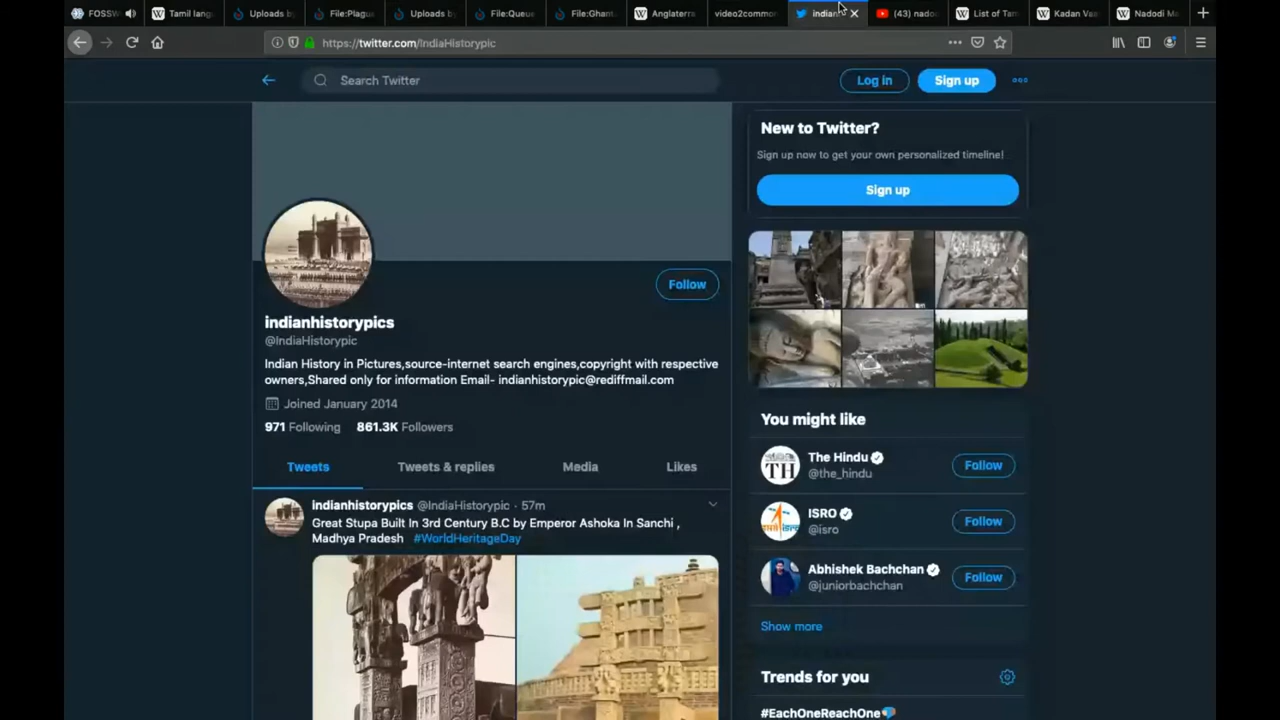 FOSSW
Tamil lang
Uploads by
File:Plagu
Uploads by
File:Queue
File:Ghant
Anglaterra
video2commo
indian
(43) nado
List of Tam
Kadan Vaa
Nadodi Ma
https://twitter.com/IndiaHistorypic
Search Twitter
Log in
Sign up
New to Twitter?
Sign up now to get your own personalized timeline!
Sign up
Follow
indianhistorypics
@IndiaHistorypic
Indian History in Pictures,source-internet search engines,copyright with respective
owners,Shared only for information Email- indianhistorypic@rediffmail.com
Joined January 2014
971 Following 861.3K Followers
Tweets
Tweets & replies
Media
Likes
indianhistorypics @IndiaHistorypic · 57m
Great Stupa Built In 3rd Century B.C by Emperor Ashoka In Sanchi ,
Madhya Pradesh #WorldHeritageDay
You might like
The Hindu
@the_hindu
Follow
ISRO
@isro
Follow
Abhishek Bachchan
@juniorbachchan
Follow
Show more
Trends for you
#EachOneReachOne